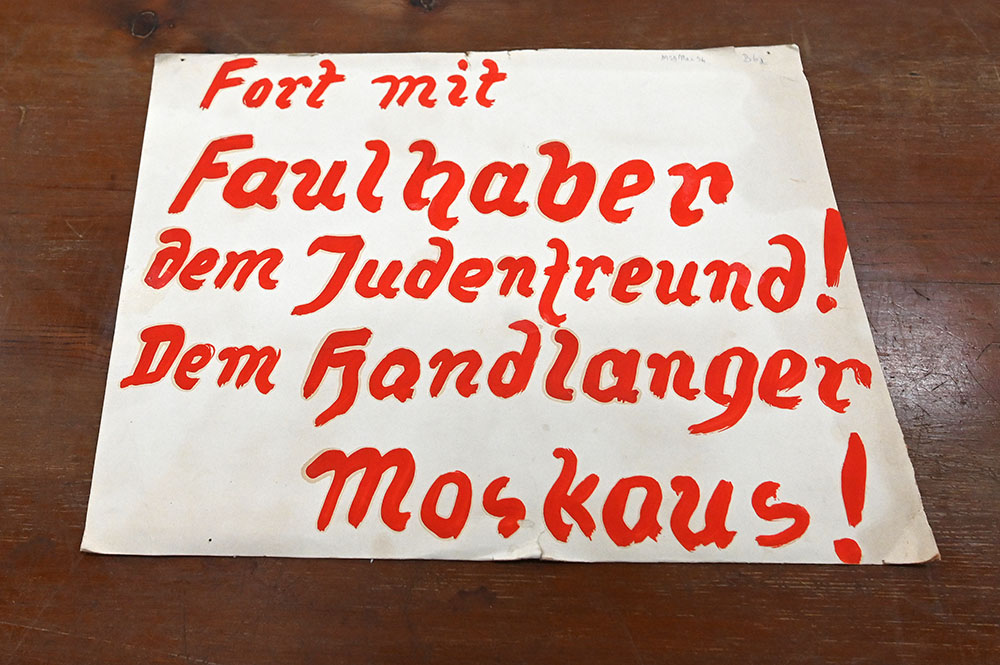 Fort mit
Faulhaber
dem Judenfreund!
Dem Handlanger
Moskaus!